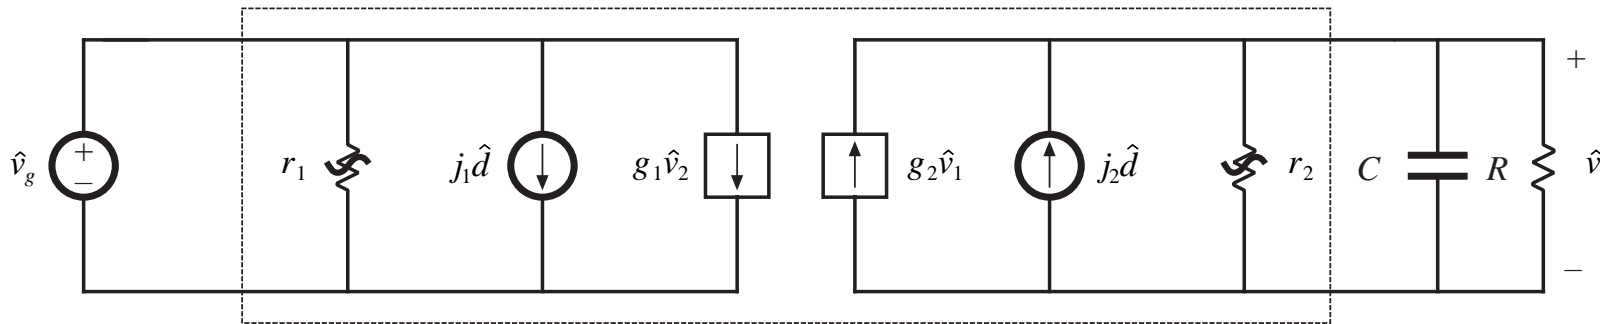 +
v̂g + − r₁ j₁d̂ g₁v̂₂ g₂v̂₁ j₂d̂ r₂ C R v̂
−